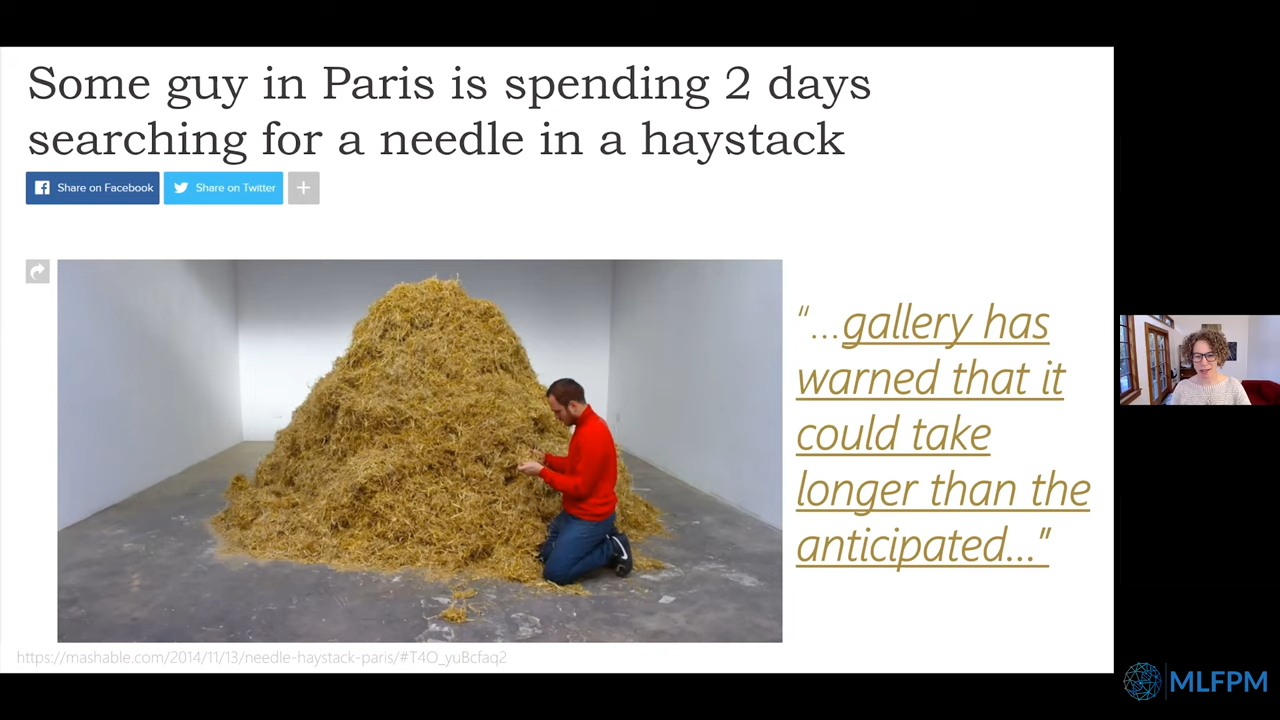 Some guy in Paris is spending 2 days
searching for a needle in a haystack
Share on Facebook
Share on Twitter
+
“…gallery has
warned that it
could take
longer than the
anticipated…”
https://mashable.com/2014/11/13/needle-haystack-paris/#T4O_yuBcfaq2
MLFPM